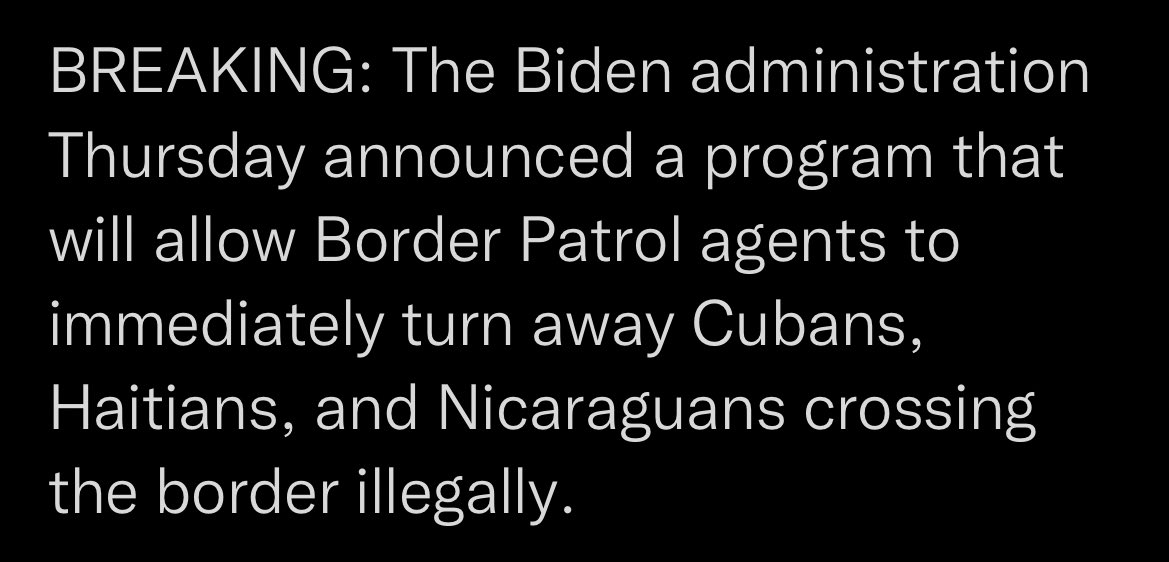 BREAKING: The Biden administration
Thursday announced a program that
will allow Border Patrol agents to
immediately turn away Cubans,
Haitians, and Nicaraguans crossing
the border illegally.